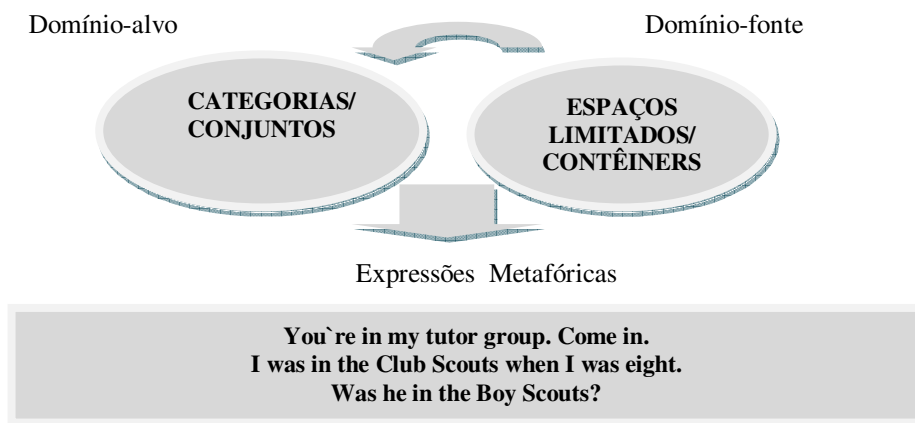 Domínio-alvo
Domínio-fonte
CATEGORIAS/
CONJUNTOS
ESPAÇOS
LIMITADOS/
CONTÊINERS
Expressões Metafóricas
You`re in my tutor group. Come in.
I was in the Club Scouts when I was eight.
Was he in the Boy Scouts?